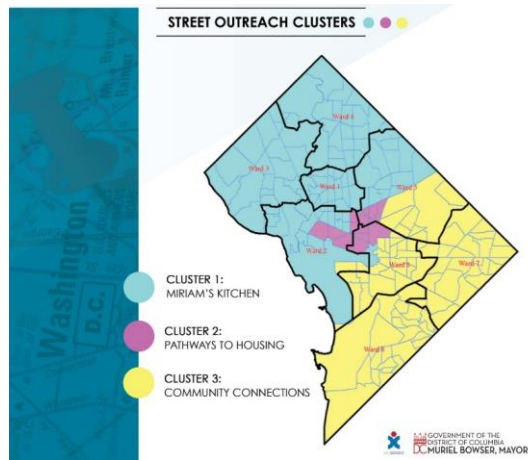 STREET OUTREACH CLUSTERS
Ward 4
Ward 3
Ward 1
Ward 5
Ward 2
Ward 6
Ward 7
Ward 8
Washington
D.C.
CLUSTER 1:
MIRIAM'S KITCHEN
CLUSTER 2:
PATHWAYS TO HOUSING
CLUSTER 3:
COMMUNITY CONNECTIONS
GOVERNMENT OF THE
DISTRICT OF COLUMBIA
DC MURIEL BOWSER, MAYOR